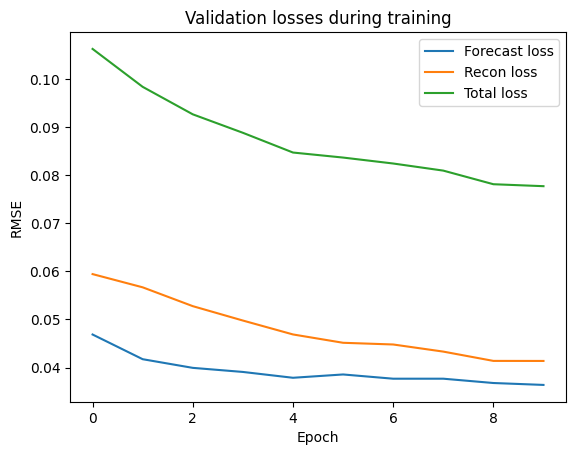 Validation losses during training
Forecast loss
Recon loss
Total loss
RMSE
0.10
0.09
0.08
0.07
0.06
0.05
0.04
0 2 4 6 8
Epoch